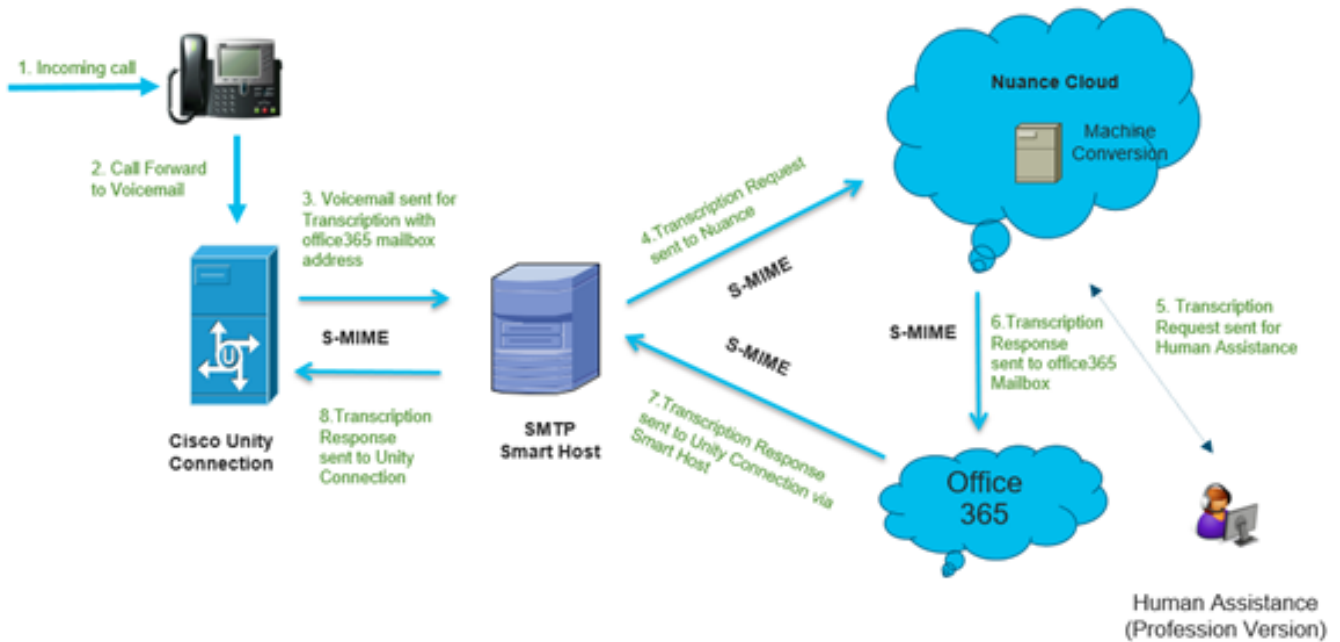 1. Incoming call
2. Call Forward
to Voicemail
3. Voicemail sent for
Transcription with
office365 mailbox
address
S-MIME
8.Transcription
Response
sent to Unity
Connection
Cisco Unity
Connection
U
SMTP
Smart Host
4.Transcription Request
sent to Nuance
S-MIME
S-MIME
7.Transcription Response
sent to Unity Connection via
Smart Host
Nuance Cloud
Machine
Conversion
S-MIME
6.Transcription
Response
sent to office365
Mailbox
5. Transcription
Request sent for
Human Assistance
Office
365
Human Assistance
(Profession Version)